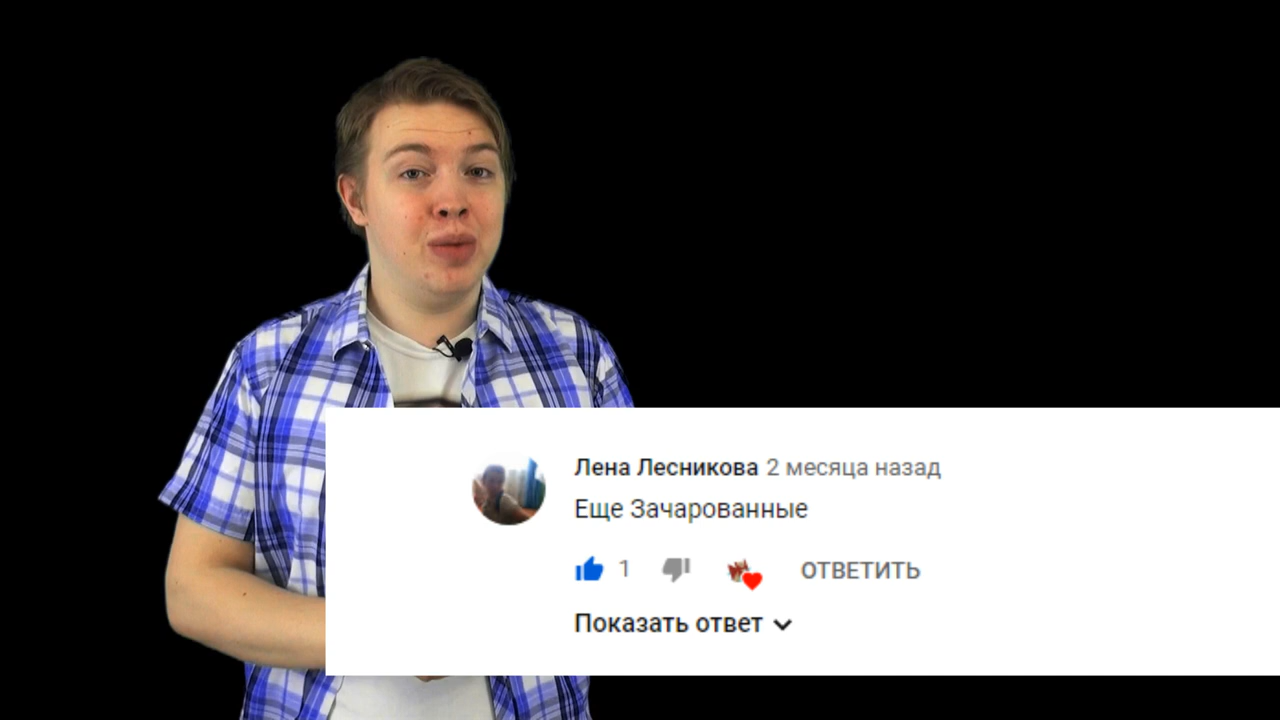 Лена Лесникова 2 месяца назад
Еще Зачарованные
1 ОТВЕТИТЬ
Показать ответ